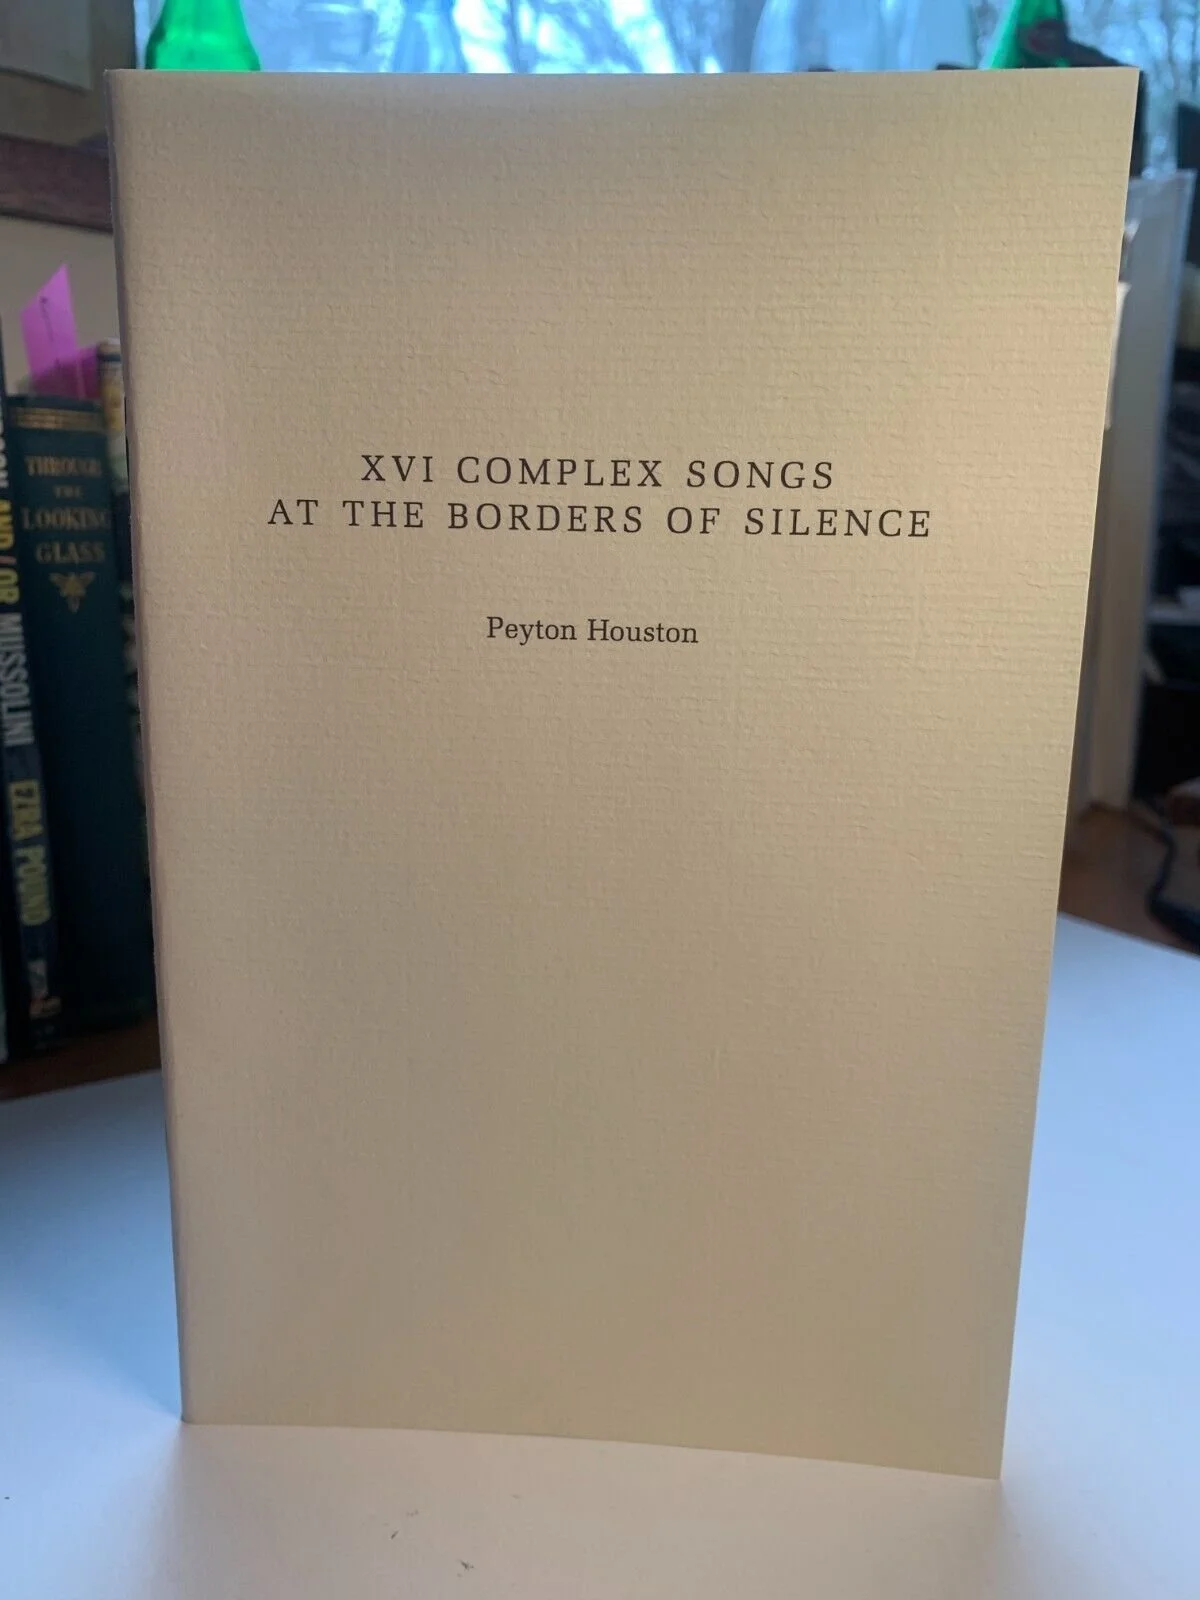 XVI COMPLEX SONGS
AT THE BORDERS OF SILENCE
Peyton Houston
THROUGH
THE
LOOKING
GLASS
AND/OR MUSSOLINI
EZRA POUND